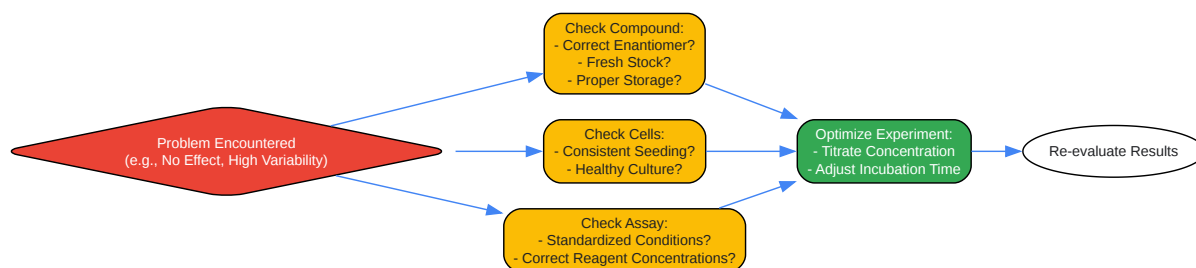 Problem Encountered
(e.g., No Effect, High Variability)
Check Compound:
- Correct Enantiomer?
- Fresh Stock?
- Proper Storage?
Check Cells:
- Consistent Seeding?
- Healthy Culture?
Check Assay:
- Standardized Conditions?
- Correct Reagent Concentrations?
Optimize Experiment:
- Titrate Concentration
- Adjust Incubation Time
Re-evaluate Results